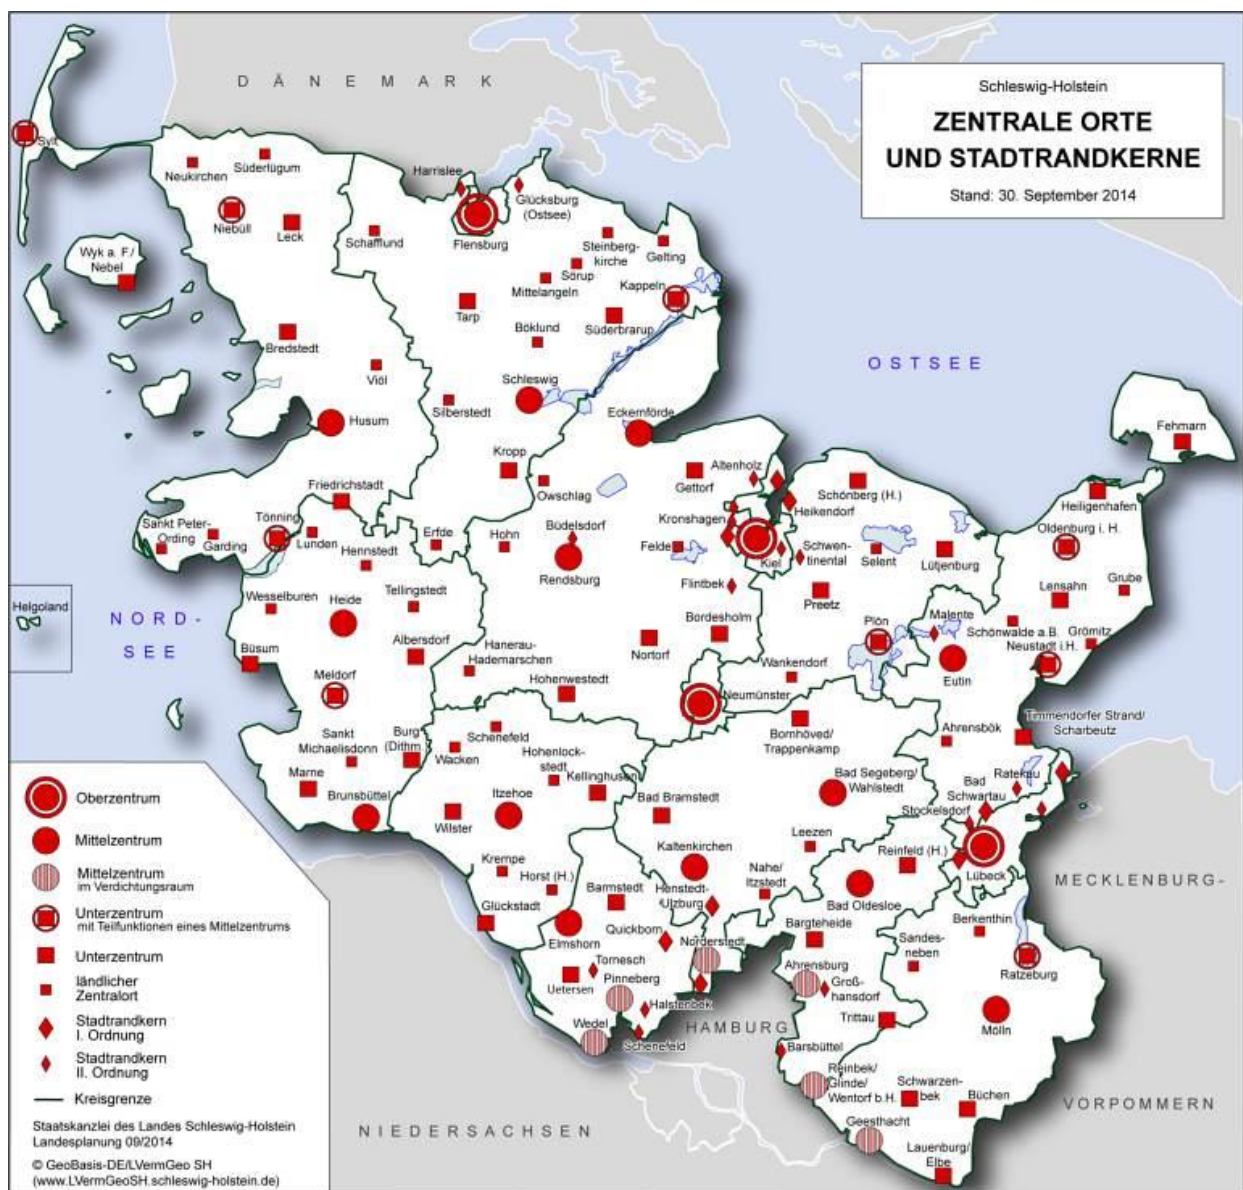 DÄNEMARK
Schleswig-Holstein
ZENTRALE ORTE
UND STADTRANDKERNE
Stand: 30. September 2014
Sylt
Neukirchen
Süderlügum
Harrislee
Glücksburg
(Ostsee)
Niebüll
Leck
Schafflund
Flensburg
Steinberg-
kirche
Gelting
Wyk a. F./
Nebel
Sörup
Mittelangeln
Kappeln
Tarp
Süderbrarup
Bredstedt
Böklund
Viöl
OSTSEE
Schleswig
Silberstedt
Eckernförde
Husum
Fehmarn
Kropp
Owschlag
Gettorf
Altenholz
Schönberg (H.)
Heiligenhafen
Friedrichstadt
Heikendorf
Sankt Peter-
Ording
Garding
Tönning
Lunden
Erfde
Hohn
Büdelsdorf
Kronshagen
Oldenburg i. H.
Hennstedt
Rendsburg
Felde
Kiel
Schwen-
tinental
Selent
Lütjenburg
Helgoland
NORD-
SEE
Wesselburen
Heide
Tellingstedt
Flintbek
Preetz
Lensahn
Grube
Büsum
Albersdorf
Hanerau-
Hademarschen
Nortorf
Bordesholm
Plön
Malente
Schönwalde a.B.
Grömitz
Neustadt i.H.
Meldorf
Hohenwestedt
Wankendorf
Eutin
Neumünster
Sankt
Michaelisdonn
Burg
(Dithm.
Schenefeld
Wacken
Hohenlock-
stedt
Bornhöved/
Trappenkamp
Ahrensbök
Timmendorfer Strand/
Scharbeutz
Marne
Brunsbüttel
Itzehoe
Kellinghusen
Bad Bramstedt
Bad Segeberg/
Wahlstedt
Ratekau
Bad
Schwartau
Stockelsdorf
Wilster
Leezen
Krempe
Kaltenkirchen
Reinfeld (H.)
Lübeck
Horst (H.)
Barmstedt
Henstedt-
Ulzburg
Nahe/
Itzstedt
Bad Oldesloe
MECKLENBURG-
Glückstadt
Elmshorn
Quickborn
Norderstedt
Bargteheide
Berkenthin
Sandes-
neben
Ratzeburg
Uetersen
Tornesch
Pinneberg
Ahrensburg
Groß-
hansdorf
Halstenbek
Wedel
Schenefeld
HAMBURG
Trittau
Mölln
Barsbüttel
Reinbek/
Glinde/
Wentorf b.H.
Schwarzen-
bek
Büchen
VORPOMMERN
Geesthacht
NIEDERSACHSEN
Lauenburg/
Elbe
Oberzentrum
Mittelzentrum
Mittelzentrum
im Verdichtungsraum
Unterzentrum
mit Teilfunktionen eines Mittelzentrums
Unterzentrum
ländlicher
Zentralort
Stadtrandkern
I. Ordnung
Stadtrandkern
II. Ordnung
Kreisgrenze
Staatskanzlei des Landes Schleswig-Holstein
Landesplanung 09/2014
© GeoBasis-DE/LVermGeo SH
(www.LVermGeoSH.schleswig-holstein.de)